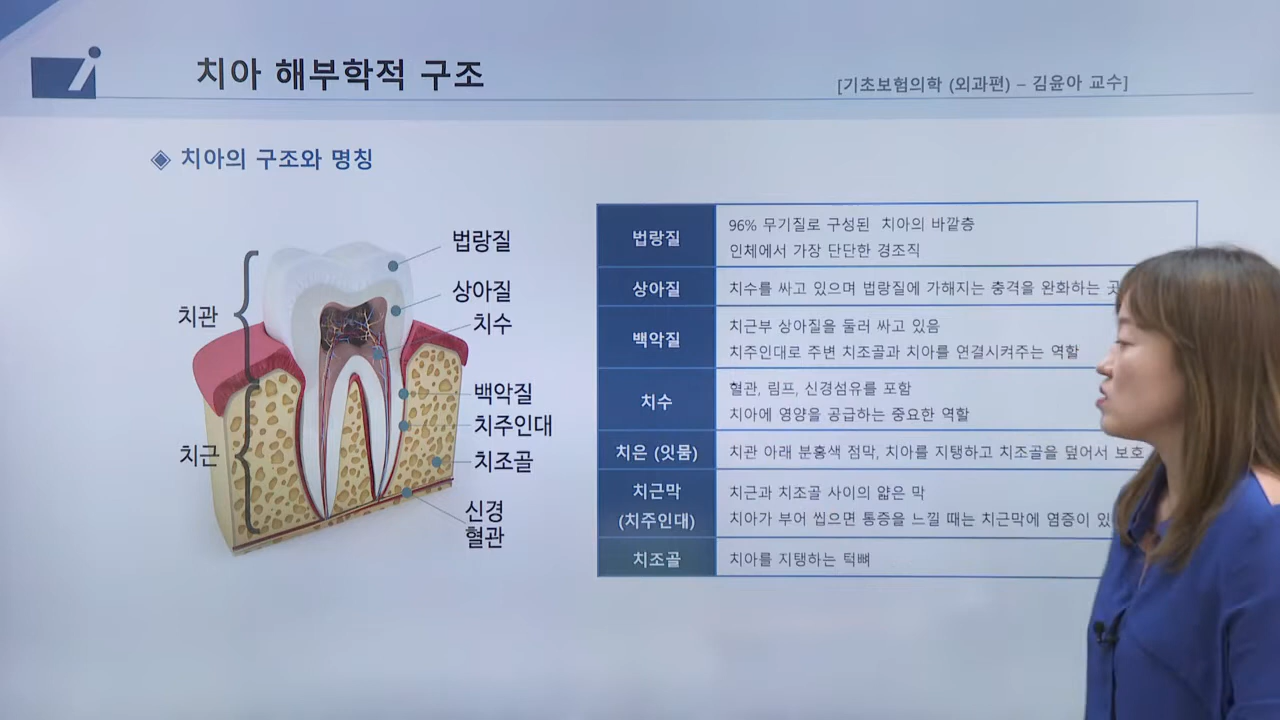 치아 해부학적 구조
[기초보험의학 (외과편) – 김윤아 교수]
◈ 치아의 구조와 명칭
법랑질
상아질
치수
치관
백악질
치주인대
치근
치조골
신경
혈관
법랑질
96% 무기질로 구성된 치아의 바깥층
인체에서 가장 단단한 경조직
상아질
치수를 싸고 있으며 법랑질에 가해지는 충격을 완화하는
백악질
치근부 상아질을 둘러 싸고 있음
치주인대로 주변 치조골과 치아를 연결시켜주는 역할
치수
혈관, 림프, 신경섬유를 포함
치아에 영양을 공급하는 중요한 역할
치은 (잇몸)
치관 아래 분홍색 점막, 치아를 지탱하고 치조골을 덮어서 보호
치근막
(치주인대)
치근과 치조골 사이의 얇은 막
치아가 부어 씹으면 통증을 느낄 때는 치근막에 염증이
치조골
치아를 지탱하는 턱뼈